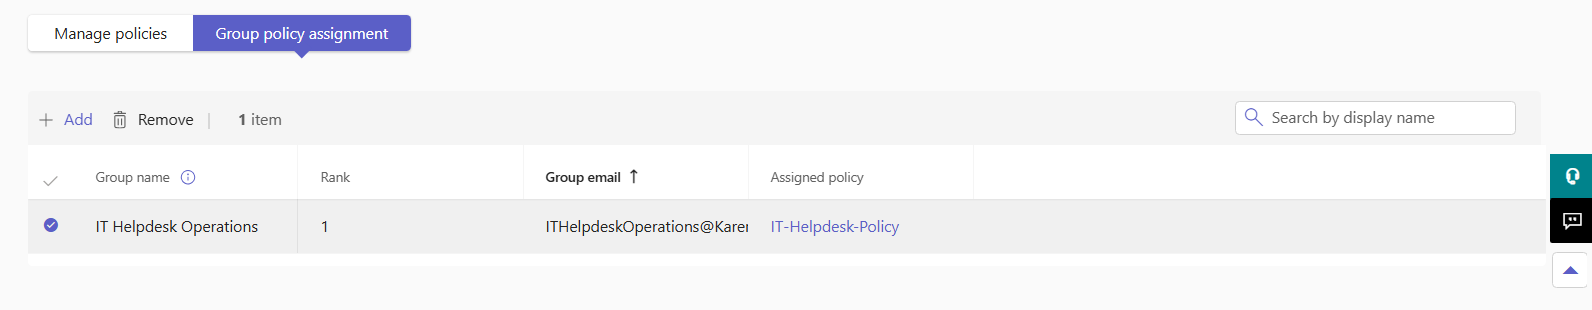 Manage policies Group policy assignment
Add Remove 1 item Search by display name
Group name Rank Group email Assigned policy
IT Helpdesk Operations 1 ITHelpdeskOperations@Karen IT-Helpdesk-Policy